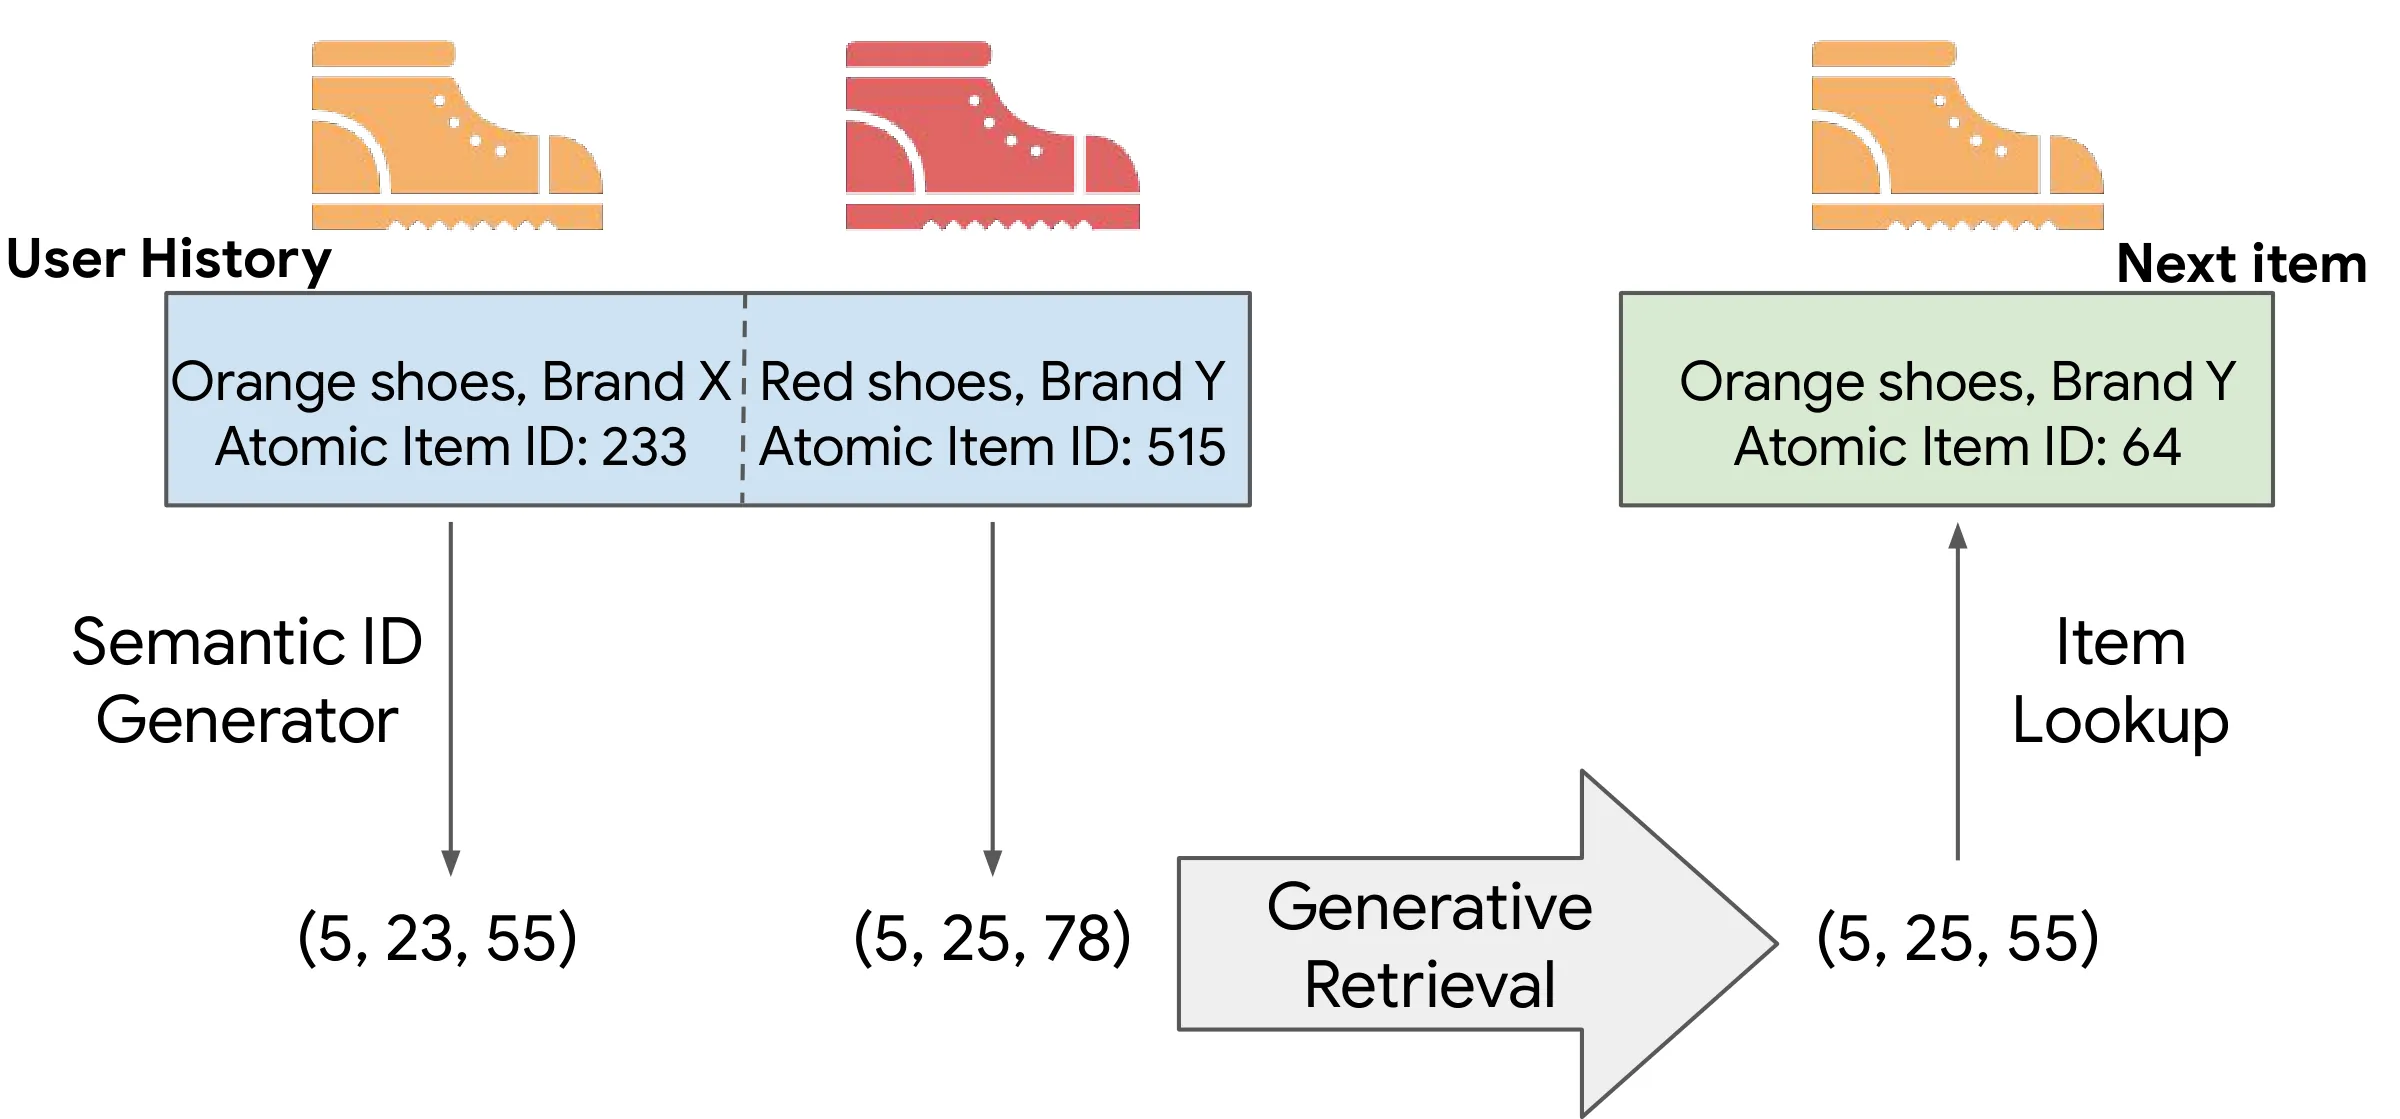 User History
Next item
Orange shoes, Brand X
Atomic Item ID: 233
Red shoes, Brand Y
Atomic Item ID: 515
Orange shoes, Brand Y
Atomic Item ID: 64
Semantic ID
Generator
Item
Lookup
(5, 23, 55)
(5, 25, 78)
Generative
Retrieval
(5, 25, 55)